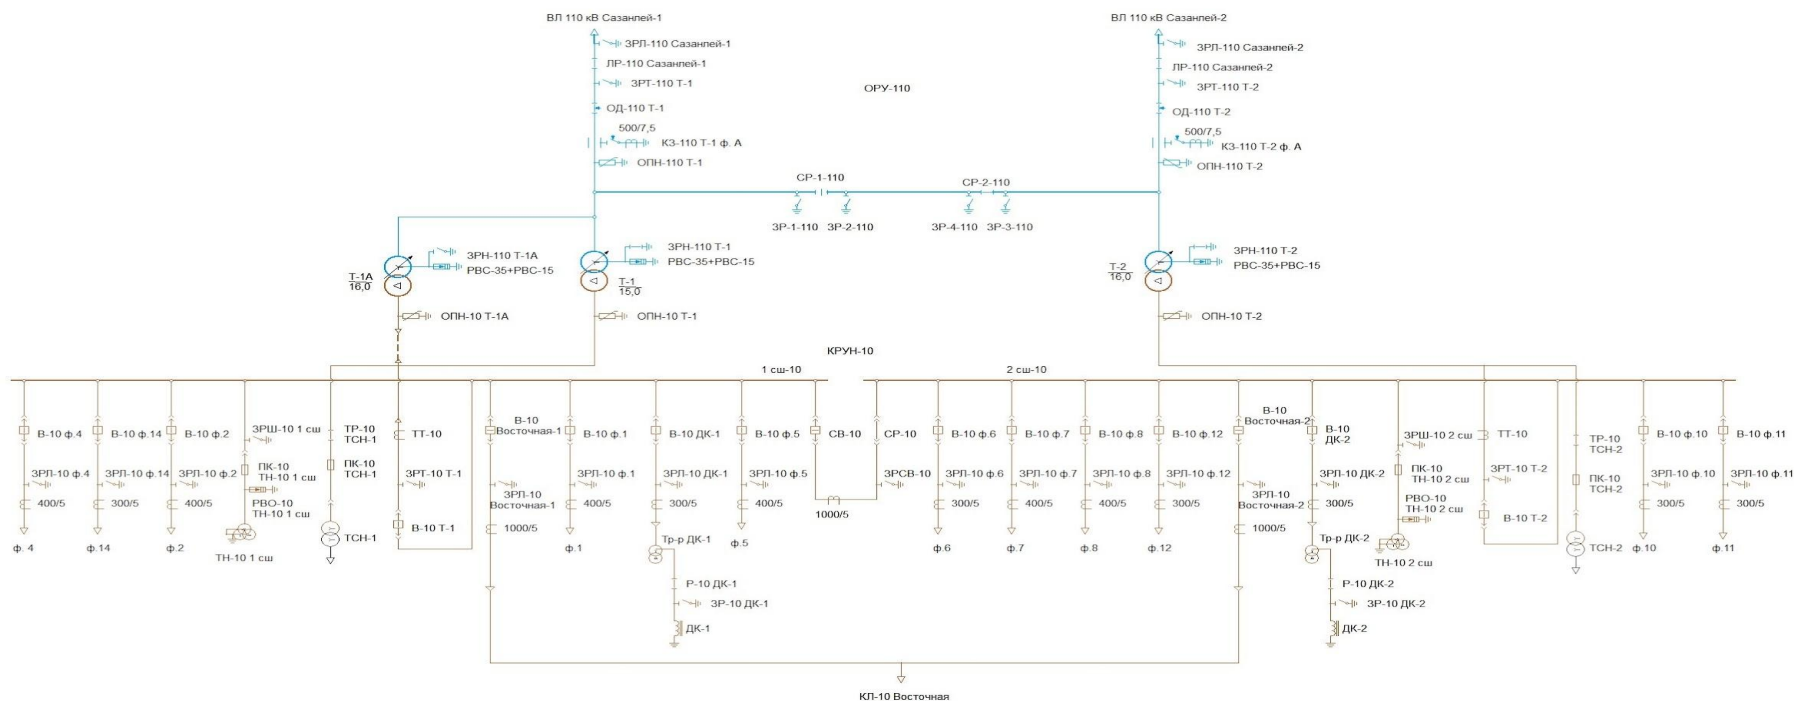 ВЛ 110 кВ Сазанлей-1
ВЛ 110 кВ Сазанлей-2
ЗРЛ-110 Сазанлей-1
ЗРЛ-110 Сазанлей-2
ЛР-110 Сазанлей-1
ЛР-110 Сазанлей-2
ЗРТ-110 Т-1
ЗРТ-110 Т-2
ОРУ-110
ОД-110 Т-1
ОД-110 Т-2
500/7,5
500/7,5
КЗ-110 Т-1 ф. А
КЗ-110 Т-2 ф. А
ОПН-110 Т-1
ОПН-110 Т-2
СР-1-110
СР-2-110
ЗР-1-110
ЗР-2-110
ЗР-4-110
ЗР-3-110
ЗРН-110 Т-1А
РВС-35+РВС-15
ЗРН-110 Т-1
РВС-35+РВС-15
ЗРН-110 Т-2
РВС-35+РВС-15
Т-1А
16,0
Т-1
15,0
Т-2
16,0
ОПН-10 Т-1А
ОПН-10 Т-1
ОПН-10 Т-2
КРУН-10
1 сш-10
2 сш-10
В-10 ф.4
В-10 ф.14
В-10 ф.2
ЗРШ-10 1 сш
ТР-10
ТСН-1
ТТ-10
В-10
Восточная-1
В-10 ф.1
В-10 ДК-1
В-10 ф.5
СВ-10
СР-10
В-10 ф.6
В-10 ф.7
В-10 ф.8
В-10 ф.12
В-10
Восточная-2
В-10
ДК-2
ЗРШ-10 2 сш
ТТ-10
ТР-10
ТСН-2
В-10 ф.10
В-10 ф.11
ЗРЛ-10 ф.4
ЗРЛ-10 ф.14
ЗРЛ-10 ф.2
ПК-10
ТН-10 1 сш
ПК-10
ТСН-1
ЗРТ-10 Т-1
ЗРЛ-10
Восточная-1
ЗРЛ-10 ф.1
ЗРЛ-10 ДК-1
ЗРЛ-10 ф.5
ЗРСВ-10
ЗРЛ-10 ф.6
ЗРЛ-10 ф.7
ЗРЛ-10 ф.8
ЗРЛ-10 ф.12
ЗРЛ-10
Восточная-2
ЗРЛ-10 ДК-2
ПК-10
ТН-10 2 сш
ЗРТ-10 Т-2
ПК-10
ТСН-2
ЗРЛ-10 ф.10
ЗРЛ-10 ф.11
400/5
300/5
400/5
РВО-10
ТН-10 1 сш
В-10 Т-1
1000/5
400/5
300/5
400/5
1000/5
300/5
400/5
400/5
300/5
1000/5
300/5
РВО-10
ТН-10 2 сш
В-10 Т-2
300/5
300/5
ф. 4
ф.14
ф.2
ТН-10 1 сш
ТСН-1
ф.1
Тр-р ДК-1
ф.5
ф.6
ф.7
ф.8
ф.12
Тр-р ДК-2
ТН-10 2 сш
ТСН-2
ф.10
ф.11
Р-10 ДК-1
Р-10 ДК-2
ЗР-10 ДК-1
ЗР-10 ДК-2
ДК-1
ДК-2
КЛ-10 Восточная